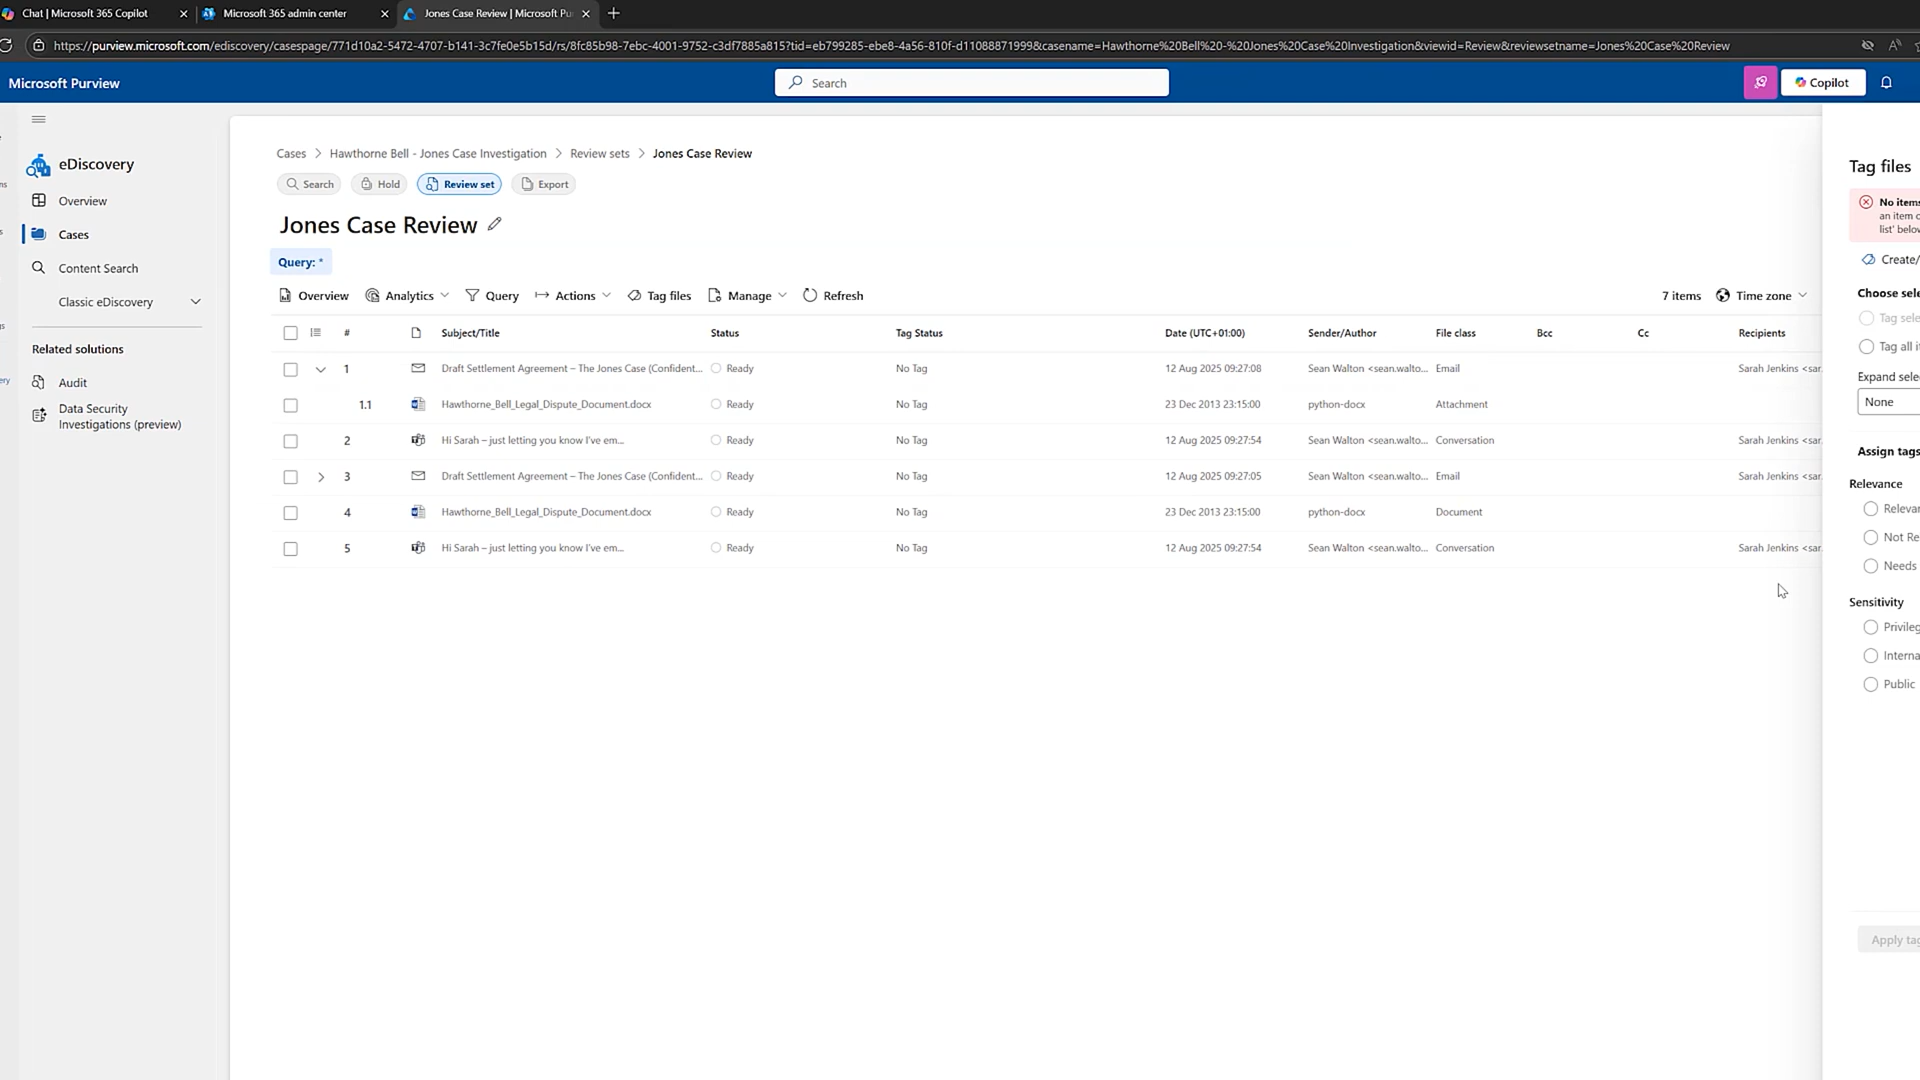 Chat | Microsoft 365 Copilot
Microsoft 365 admin center
Jones Case Review | Microsoft Pu
https://purview.microsoft.com/ediscovery/casespage/771d10a2-5472-4707-b141-3c7fe0e5b15d/rs/8fc85b98-7ebc-4001-9752-c3df7885a815?tid=eb799285-ebe8-4a56-810f-d11088871999&casename=Hawthorne%20Bell%20-%20Jones%20Case%20Investigation&viewid=Review&reviewsetname=Jones%20Case%20Review
Microsoft Purview
Search
Copilot
eDiscovery
Overview
Cases
Content Search
Classic eDiscovery
Related solutions
Audit
Data Security
Investigations (preview)
Cases > Hawthorne Bell - Jones Case Investigation > Review sets > Jones Case Review
Search Hold Review set Export
Jones Case Review
Query: *
Overview Analytics Query Actions Tag files Manage Refresh 7 items Time zone
# Subject/Title Status Tag Status Date (UTC+01:00) Sender/Author File class Bcc Cc Recipients
1 Draft Settlement Agreement – The Jones Case (Confident... Ready No Tag 12 Aug 2025 09:27:08 Sean Walton <sean.walto... Email Sarah Jenkins <sar
1.1 Hawthorne_Bell_Legal_Dispute_Document.docx Ready No Tag 23 Dec 2013 23:15:00 python-docx Attachment
2 Hi Sarah – just letting you know I've em... Ready No Tag 12 Aug 2025 09:27:54 Sean Walton <sean.walto... Conversation Sarah Jenkins <sar
3 Draft Settlement Agreement – The Jones Case (Confident... Ready No Tag 12 Aug 2025 09:27:05 Sean Walton <sean.walto... Email Sarah Jenkins <sar
4 Hawthorne_Bell_Legal_Dispute_Document.docx Ready No Tag 23 Dec 2013 23:15:00 python-docx Document
5 Hi Sarah – just letting you know I've em... Ready No Tag 12 Aug 2025 09:27:54 Sean Walton <sean.walto... Conversation Sarah Jenkins <sar
Tag files
No items
an item o
list' below
Create/
Choose sele
Tag sele
Tag all it
Expand selec
None
Assign tags
Relevance
Relevan
Not Re
Needs
Sensitivity
Privileg
Interna
Public
Apply tag